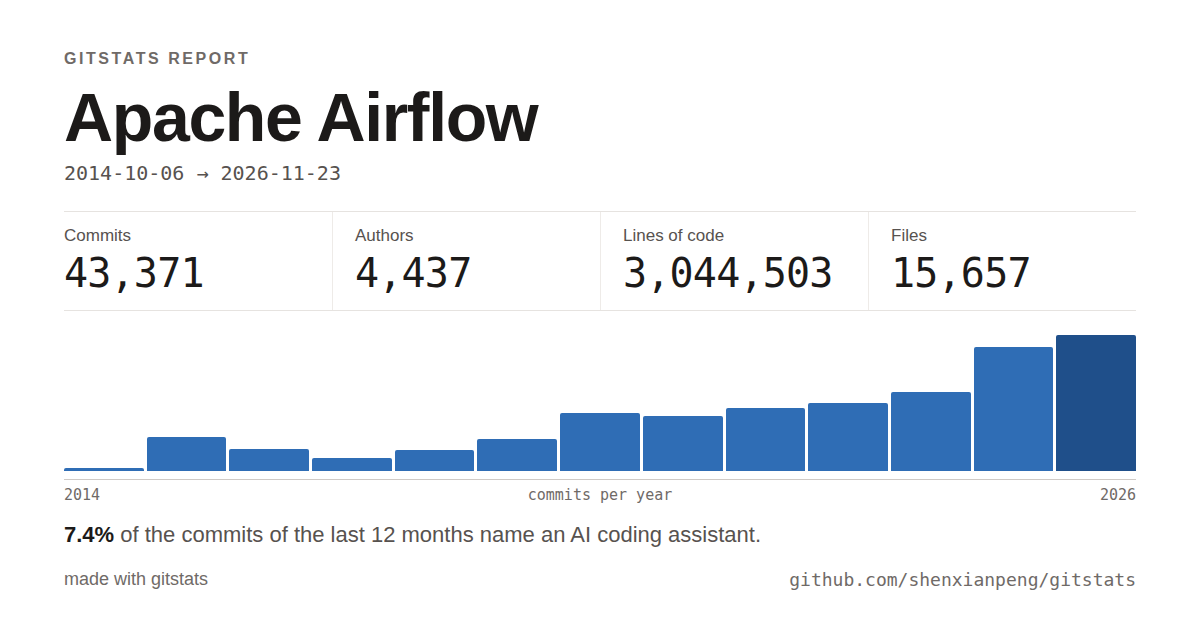 GITSTATS REPORT
Apache Airflow
2014-10-06 → 2026-11-23
Commits
43,371
Authors
4,437
Lines of code
3,044,503
Files
15,657
2014
commits per year
2026
7.4% of the commits of the last 12 months name an AI coding assistant.
made with gitstats
github.com/shenxianpeng/gitstats